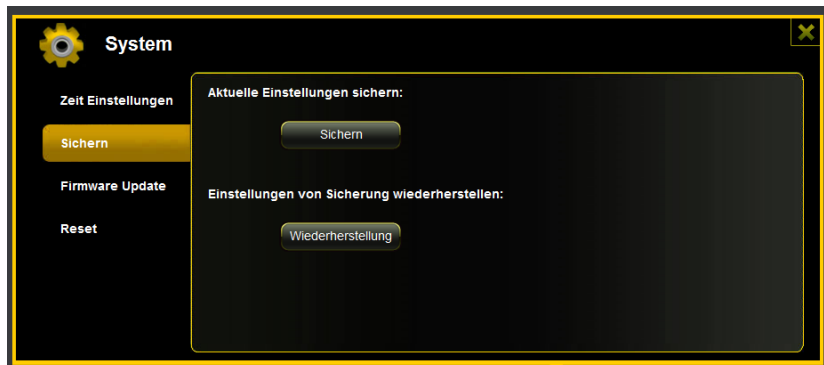 System
Zeit Einstellungen
Sichern
Firmware Update
Reset
Aktuelle Einstellungen sichern:
Sichern
Einstellungen von Sicherung wiederherstellen:
Wiederherstellung